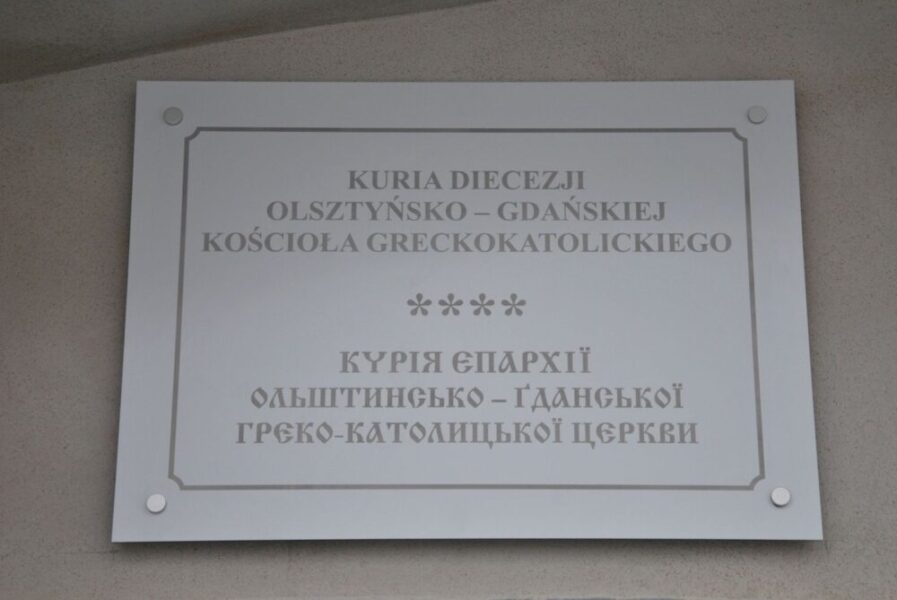 KURIA DIECEZJI
OLSZTYŃSKO – GDAŃSKIEJ
KOŚCIOŁA GRECKOKATOLICKIEGO
****
КУРІЯ ЄПАРХІЇ
ОЛЬШТИНСЬКО – ҐДАНСЬКОЇ
ГРЕКО-КАТОЛИЦЬКОЇ ЦЕРКВИ